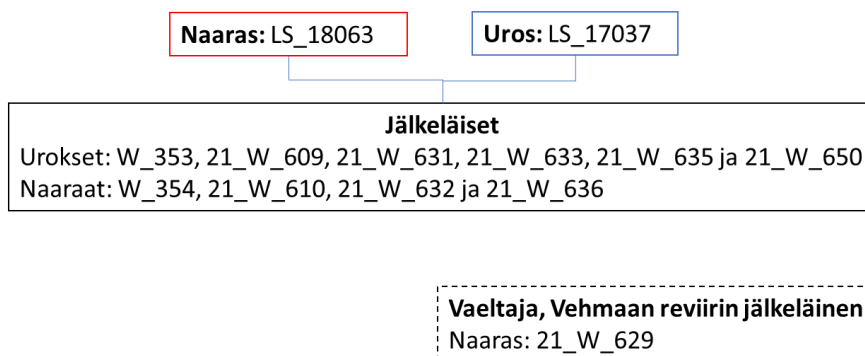 Naaras: LS_18063
Uros: LS_17037
Jälkeläiset
Urokset: W_353, 21_W_609, 21_W_631, 21_W_633, 21_W_635 ja 21_W_650
Naaraat: W_354, 21_W_610, 21_W_632 ja 21_W_636
Vaeltaja, Vehmaan reviirin jälkeläinen
Naaras: 21_W_629